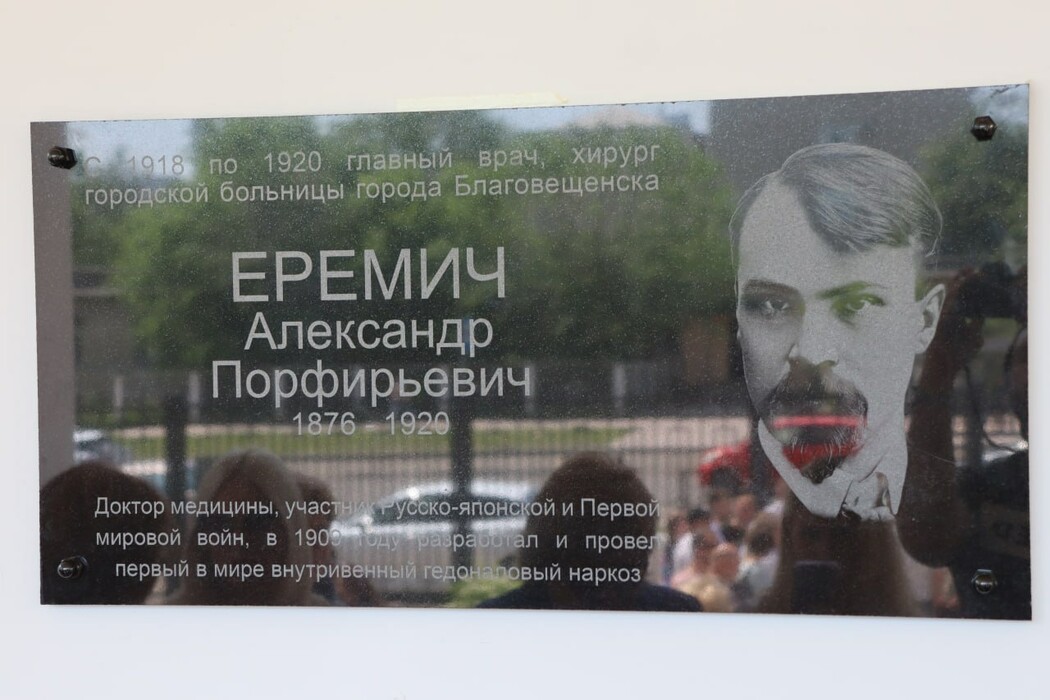 С 1918 по 1920 главный врач, хирург
городской больницы города Благовещенска
ЕРЕМИЧ
Александр
Порфирьевич
1876 1920
Доктор медицины, участник Русско-японской и Первой
мировой войн, в году разработал и провел
первый в мире внутривенный гедоналовый наркоз